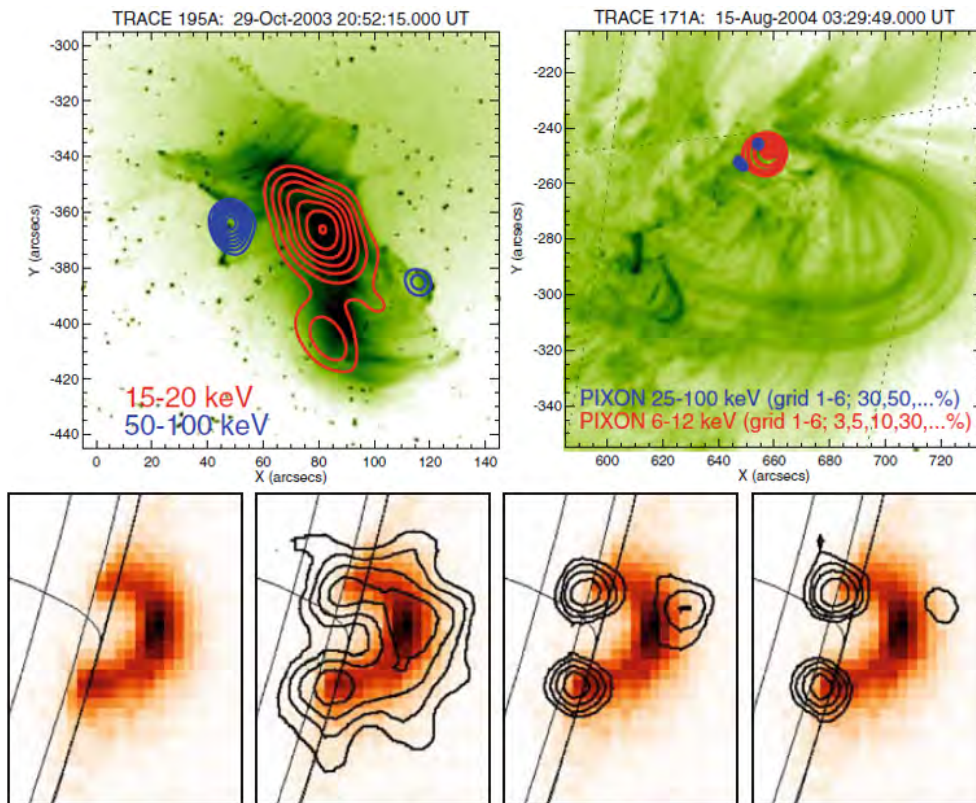 TRACE 195A:  29-Oct-2003 20:52:15.000 UT
-300
-320
-340
-360
-380
-400
-420
-440
Y (arcsecs)
15-20 keV
50-100 keV
0 20 40 60 80 100 120 140
X (arcsecs)
TRACE 171A:  15-Aug-2004 03:29:49.000 UT
-220
-240
-260
-280
-300
-320
-340
Y (arcsecs)
PIXON 25-100 keV (grid 1-6; 30,50,...%)
PIXON 6-12 keV (grid 1-6; 3,5,10,30,...%)
600 620 640 660 680 700 720
X (arcsecs)